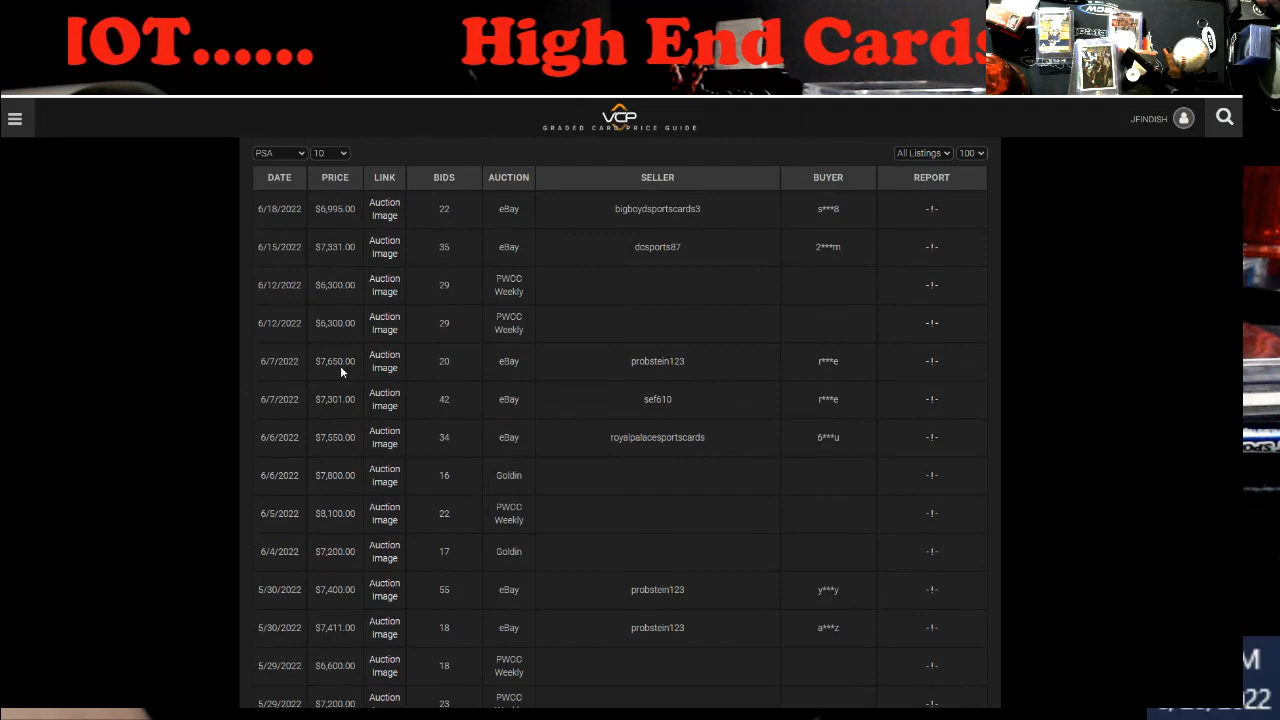 IOT...... High End Cards
VCP
GRADED CARD PRICE GUIDE
JFINDISH
PSA 10 All Listings 100
DATE PRICE LINK BIDS AUCTION SELLER BUYER REPORT
6/18/2022 $6,995.00 Auction Image 22 eBay bigboydsportscards3 s***8 -!-
6/15/2022 $7,331.00 Auction Image 35 eBay dcsports87 2***m -!-
6/12/2022 $6,300.00 Auction Image 29 PWCC Weekly -!-
6/12/2022 $6,300.00 Auction Image 29 PWCC Weekly -!-
6/7/2022 $7,650.00 Auction Image 20 eBay probstein123 r***e -!-
6/7/2022 $7,301.00 Auction Image 42 eBay sef610 r***e -!-
6/6/2022 $7,550.00 Auction Image 34 eBay royalpalacesportscards 6***u -!-
6/6/2022 $7,800.00 Auction Image 16 Goldin -!-
6/5/2022 $8,100.00 Auction Image 22 PWCC Weekly -!-
6/4/2022 $7,200.00 Auction Image 17 Goldin -!-
5/30/2022 $7,400.00 Auction Image 55 eBay probstein123 y***y -!-
5/30/2022 $7,411.00 Auction Image 18 eBay probstein123 a***z -!-
5/29/2022 $6,600.00 Auction Image 18 PWCC Weekly -!-
5/29/2022 $7,200.00 Auction 23 PWCC
M